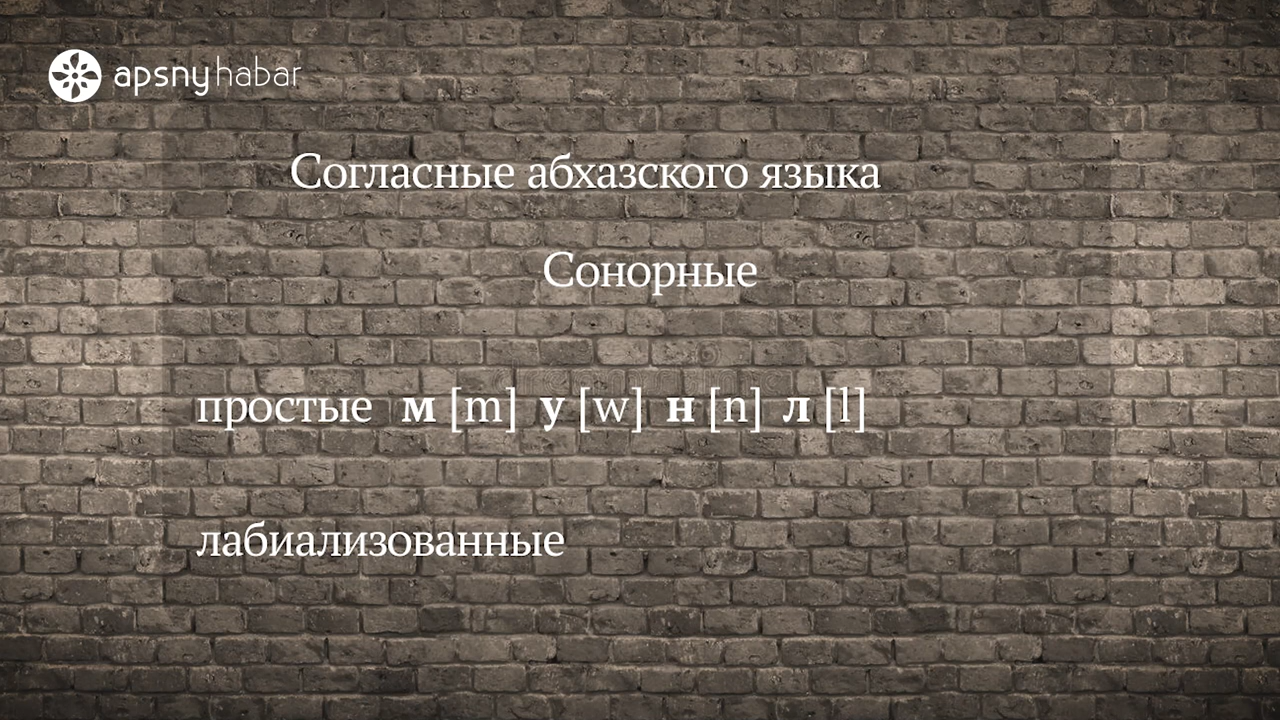 apsnyhabar
Согласные абхазского языка
Сонорные
простые м [m] у [w] н [n] л [l]
лабиализованные